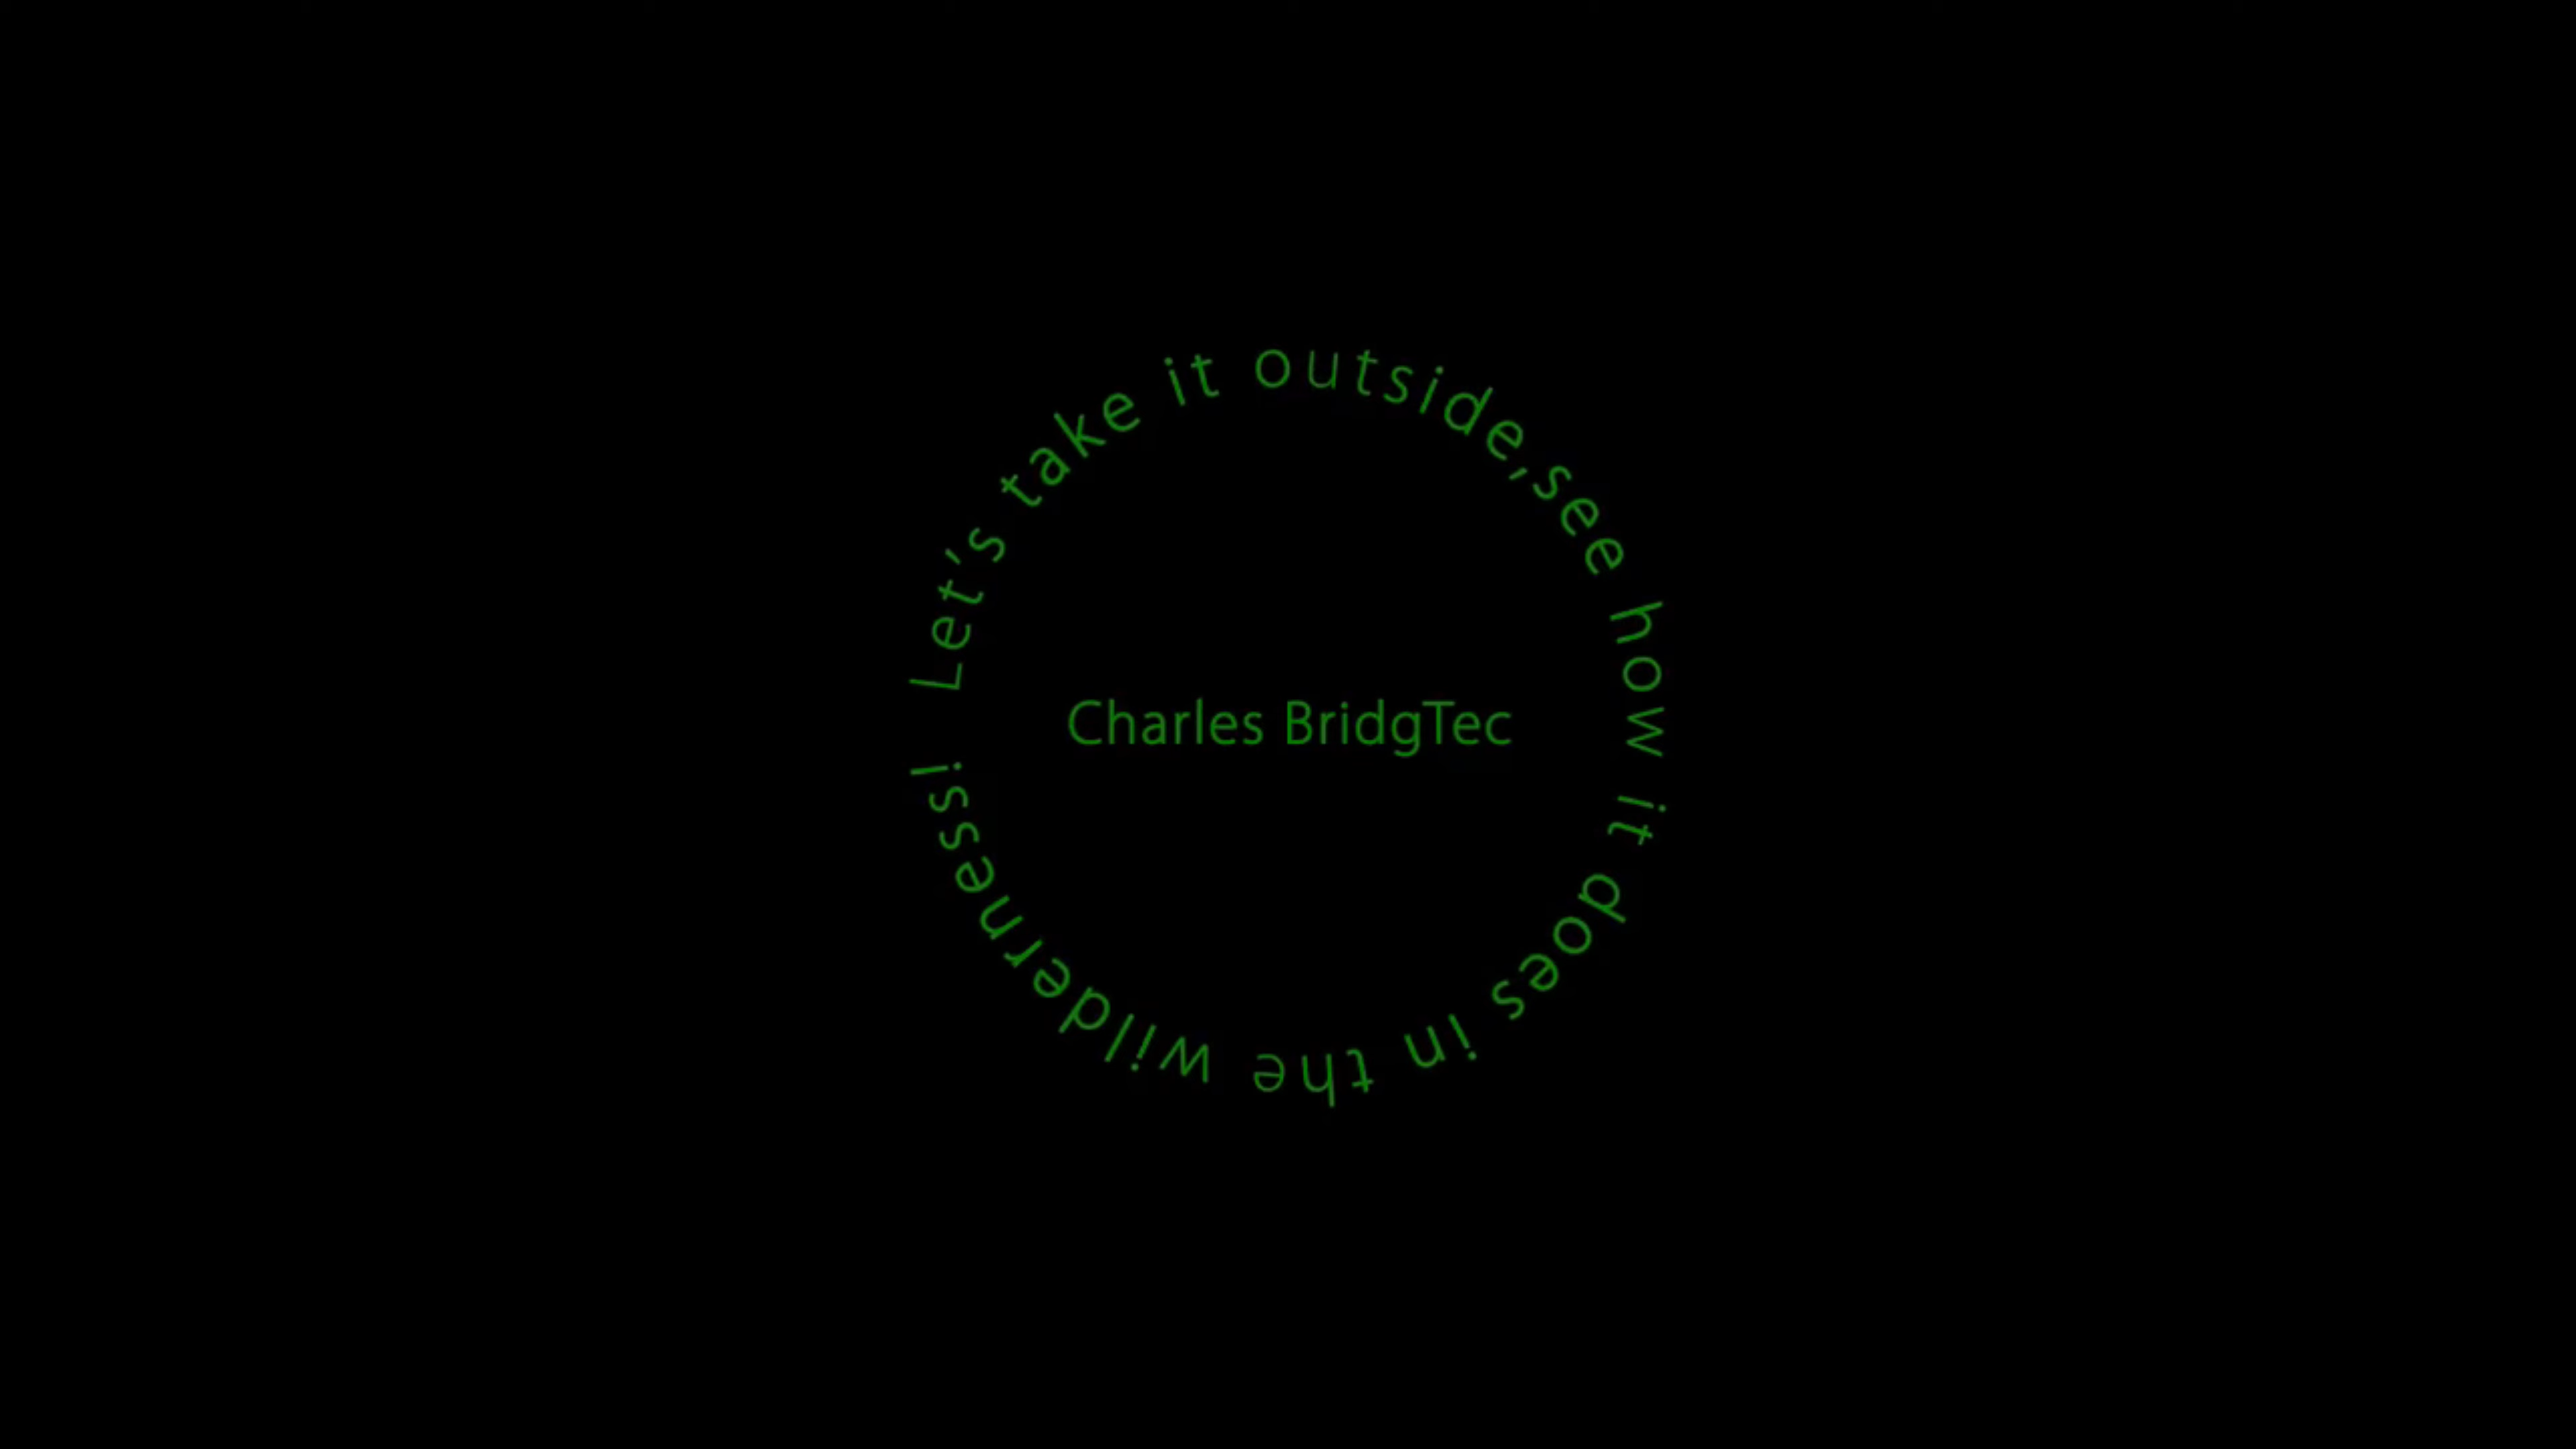 Let's take it outside,see how it does in the wilderness!
Charles BridgTec